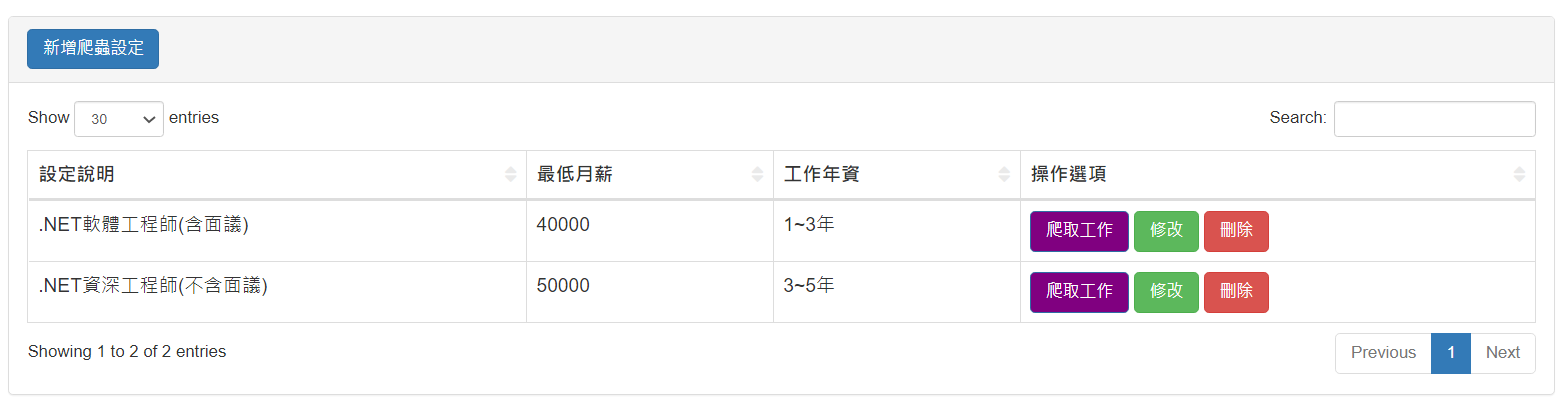 新增爬蟲設定
Show 30 entries Search:
設定說明 最低月薪 工作年資 操作選項
.NET軟體工程師(含面議) 40000 1~3年 爬取工作 修改 刪除
.NET資深工程師(不含面議) 50000 3~5年 爬取工作 修改 刪除
Showing 1 to 2 of 2 entries Previous 1 Next